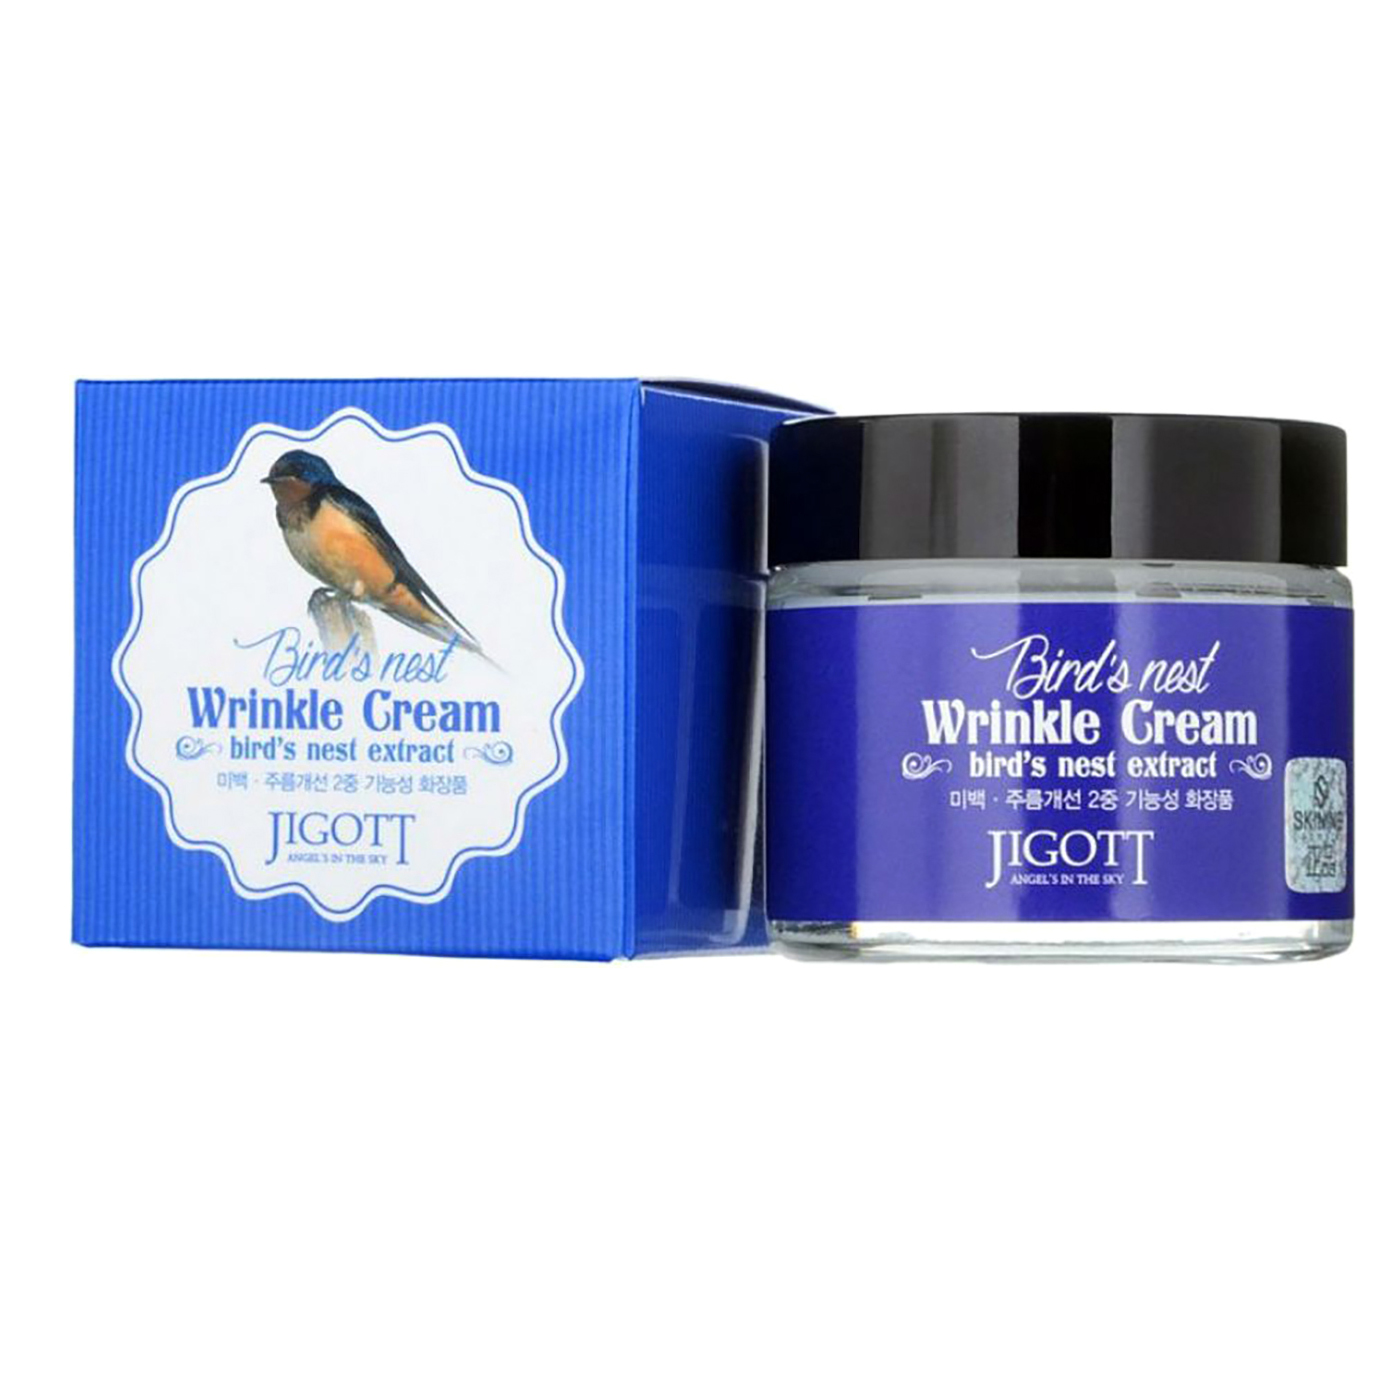 Bird's nest
Wrinkle Cream
bird's nest extract
미백 · 주름개선 2중 기능성 화장품
JIGOTT
ANGEL'S IN THE SKY
Bird's nest
Wrinkle Cream
bird's nest extract
미백 · 주름개선 2중 기능성 화장품
JIGOTT
ANGEL'S IN THE SKY